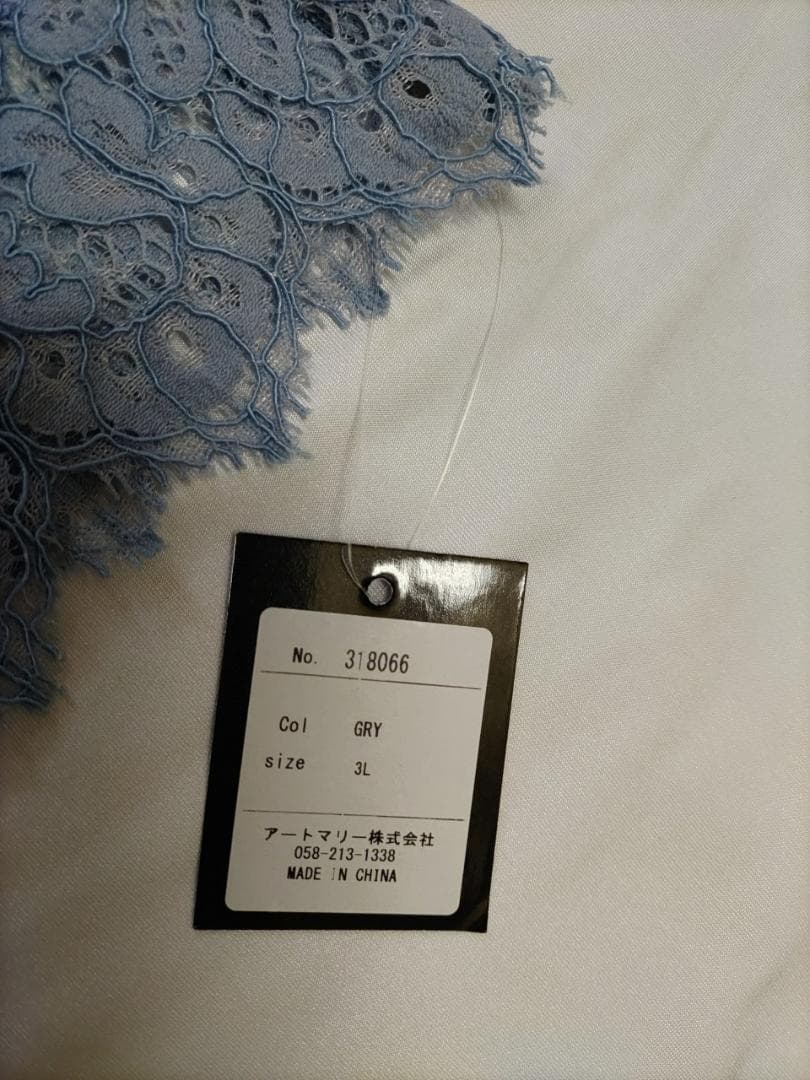 No. 318066
Col GRY
size 3L
アートマリー株式会社
058-213-1338
MADE IN CHINA